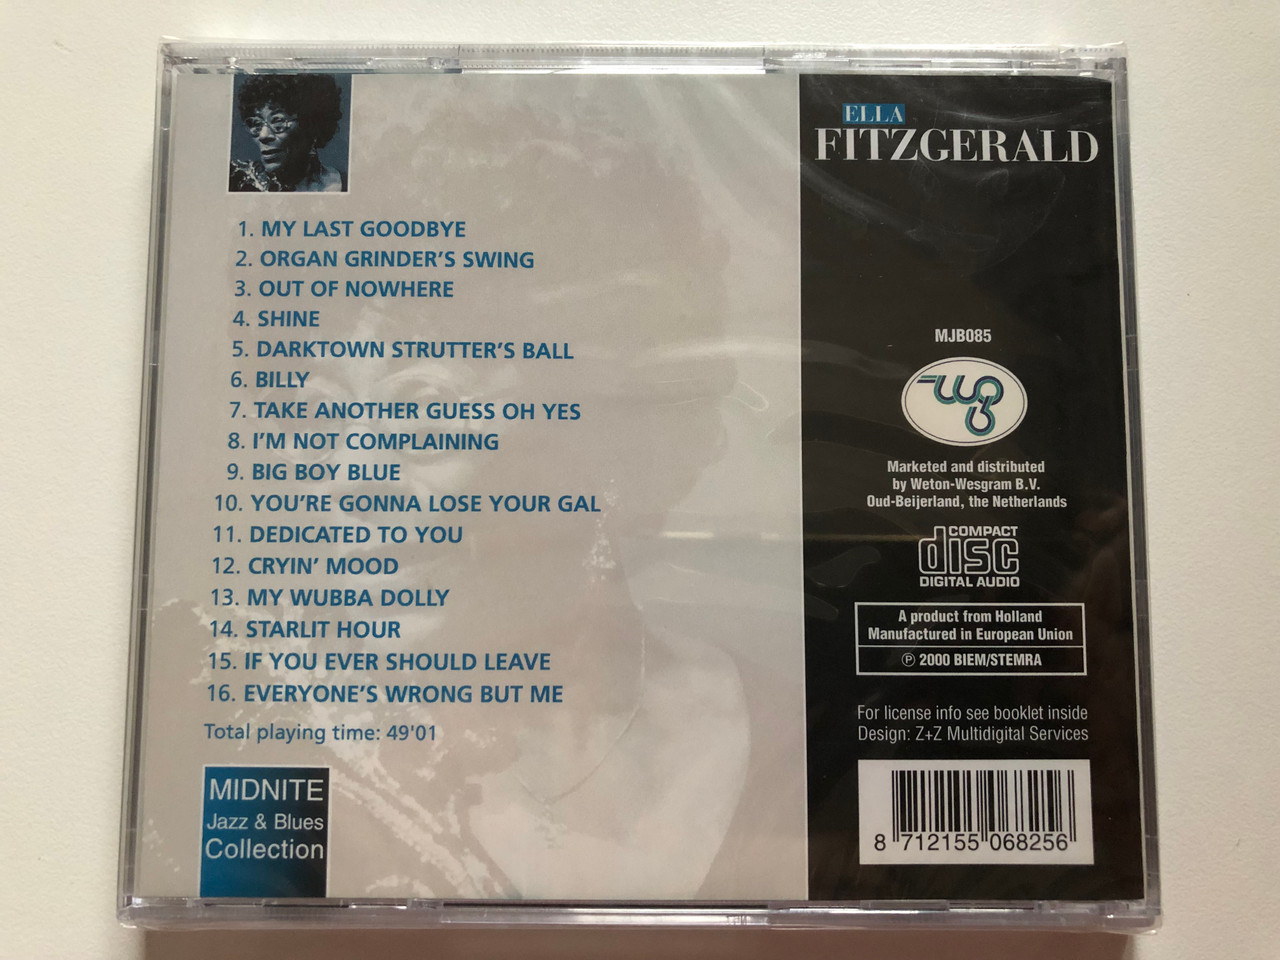 1. MY LAST GOODBYE
2. ORGAN GRINDER'S SWING
3. OUT OF NOWHERE
4. SHINE
5. DARKTOWN STRUTTER'S BALL
6. BILLY
7. TAKE ANOTHER GUESS OH YES
8. I'M NOT COMPLAINING
9. BIG BOY BLUE
10. YOU'RE GONNA LOSE YOUR GAL
11. DEDICATED TO YOU
12. CRYIN' MOOD
13. MY WUBBA DOLLY
14. STARLIT HOUR
15. IF YOU EVER SHOULD LEAVE
16. EVERYONE'S WRONG BUT ME
Total playing time: 49'01
MIDNITE
Jazz & Blues
Collection
ELLA
FITZGERALD
MJB085
Marketed and distributed
by Weton-Wesgram B.V.
Oud-Beijerland, the Netherlands
COMPACT
disc
DIGITAL AUDIO
A product from Holland
Manufactured in European Union
℗ 2000 BIEM/STEMRA
For license info see booklet inside
Design: Z+Z Multidigital Services
8 712155 068256